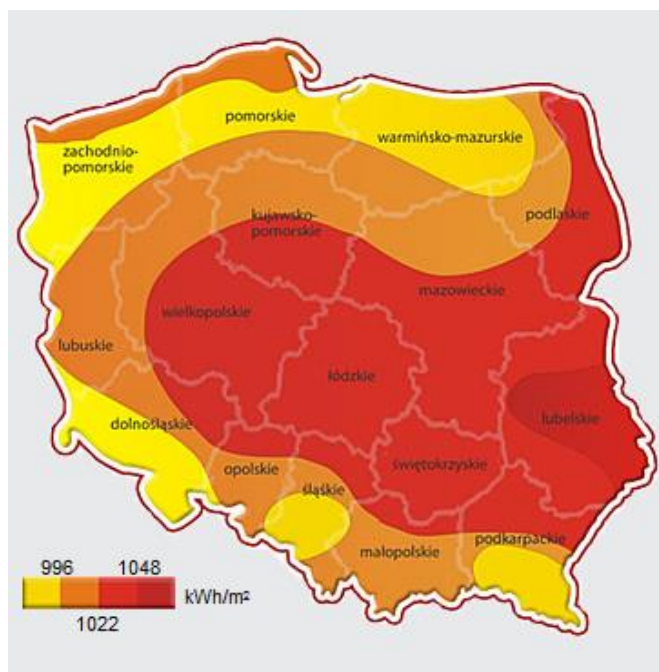 pomorskie
warmińsko-mazurskie
zachodnio-
pomorskie
podlaskie
kujawsko-
pomorskie
mazowieckie
wielkopolskie
lubuskie
łódzkie
lubelskie
dolnośląskie
świętokrzyskie
opolskie
śląskie
podkarpackie
małopolskie
996 1048
kWh/m²
1022